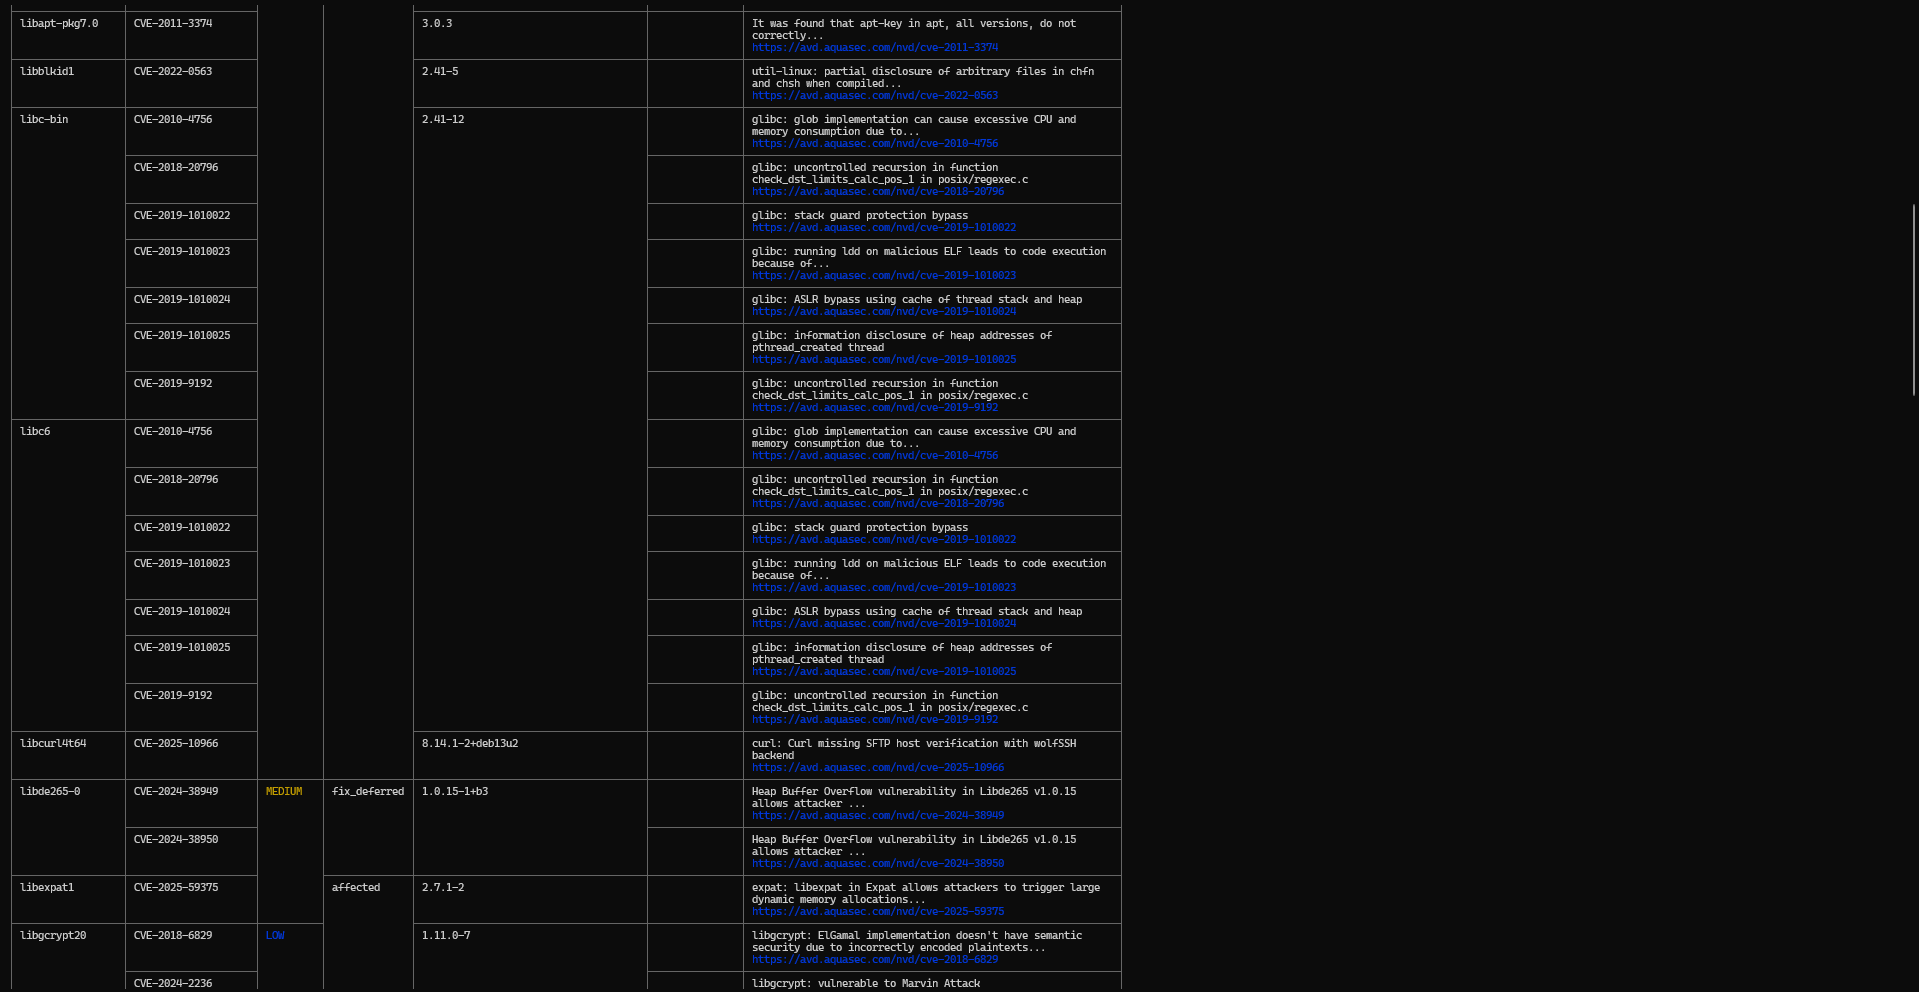 libapt-pkg7.0 CVE-2011-3374 3.0.3 It was found that apt-key in apt, all versions, do not
correctly...
https://avd.aquasec.com/nvd/cve-2011-3374
libblkid1 CVE-2022-0563 2.41-5 util-linux: partial disclosure of arbitrary files in chfn
and chsh when compiled...
https://avd.aquasec.com/nvd/cve-2022-0563
libc-bin CVE-2010-4756 2.41-12 glibc: glob implementation can cause excessive CPU and
memory consumption due to...
https://avd.aquasec.com/nvd/cve-2010-4756
CVE-2018-20796 glibc: uncontrolled recursion in function
check_dst_limits_calc_pos_1 in posix/regexec.c
https://avd.aquasec.com/nvd/cve-2018-20796
CVE-2019-1010022 glibc: stack guard protection bypass
https://avd.aquasec.com/nvd/cve-2019-1010022
CVE-2019-1010023 glibc: running ldd on malicious ELF leads to code execution
because of...
https://avd.aquasec.com/nvd/cve-2019-1010023
CVE-2019-1010024 glibc: ASLR bypass using cache of thread stack and heap
https://avd.aquasec.com/nvd/cve-2019-1010024
CVE-2019-1010025 glibc: information disclosure of heap addresses of
pthread_created thread
https://avd.aquasec.com/nvd/cve-2019-1010025
CVE-2019-9192 glibc: uncontrolled recursion in function
check_dst_limits_calc_pos_1 in posix/regexec.c
https://avd.aquasec.com/nvd/cve-2019-9192
libc6 CVE-2010-4756 glibc: glob implementation can cause excessive CPU and
memory consumption due to...
https://avd.aquasec.com/nvd/cve-2010-4756
CVE-2018-20796 glibc: uncontrolled recursion in function
check_dst_limits_calc_pos_1 in posix/regexec.c
https://avd.aquasec.com/nvd/cve-2018-20796
CVE-2019-1010022 glibc: stack guard protection bypass
https://avd.aquasec.com/nvd/cve-2019-1010022
CVE-2019-1010023 glibc: running ldd on malicious ELF leads to code execution
because of...
https://avd.aquasec.com/nvd/cve-2019-1010023
CVE-2019-1010024 glibc: ASLR bypass using cache of thread stack and heap
https://avd.aquasec.com/nvd/cve-2019-1010024
CVE-2019-1010025 glibc: information disclosure of heap addresses of
pthread_created thread
https://avd.aquasec.com/nvd/cve-2019-1010025
CVE-2019-9192 glibc: uncontrolled recursion in function
check_dst_limits_calc_pos_1 in posix/regexec.c
https://avd.aquasec.com/nvd/cve-2019-9192
libcurl4t64 CVE-2025-10966 8.14.1-2+deb13u2 curl: Curl missing SFTP host verification with wolfSSH
backend
https://avd.aquasec.com/nvd/cve-2025-10966
libde265-0 CVE-2024-38949 MEDIUM fix_deferred 1.0.15-1+b3 Heap Buffer Overflow vulnerability in Libde265 v1.0.15
allows attacker ...
https://avd.aquasec.com/nvd/cve-2024-38949
CVE-2024-38950 Heap Buffer Overflow vulnerability in Libde265 v1.0.15
allows attacker ...
https://avd.aquasec.com/nvd/cve-2024-38950
libexpat1 CVE-2025-59375 affected 2.7.1-2 expat: libexpat in Expat allows attackers to trigger large
dynamic memory allocations...
https://avd.aquasec.com/nvd/cve-2025-59375
libgcrypt20 CVE-2018-6829 LOW 1.11.0-7 libgcrypt: ElGamal implementation doesn't have semantic
security due to incorrectly encoded plaintexts...
https://avd.aquasec.com/nvd/cve-2018-6829
CVE-2024-2236 libgcrypt: vulnerable to Marvin Attack